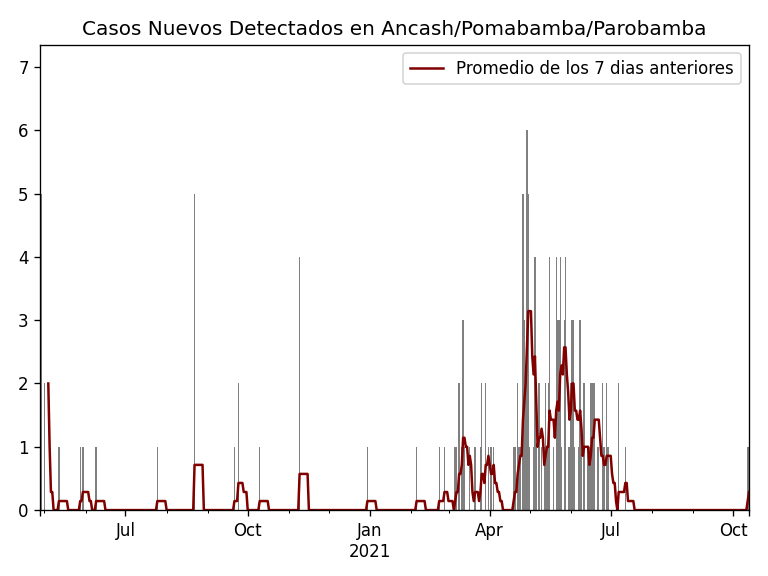 Casos Nuevos Detectados en Ancash/Pomabamba/Parobamba
Promedio de los 7 dias anteriores
7
6
5
4
3
2
1
0
Jul
Oct
Jan
Apr
Jul
Oct
2021